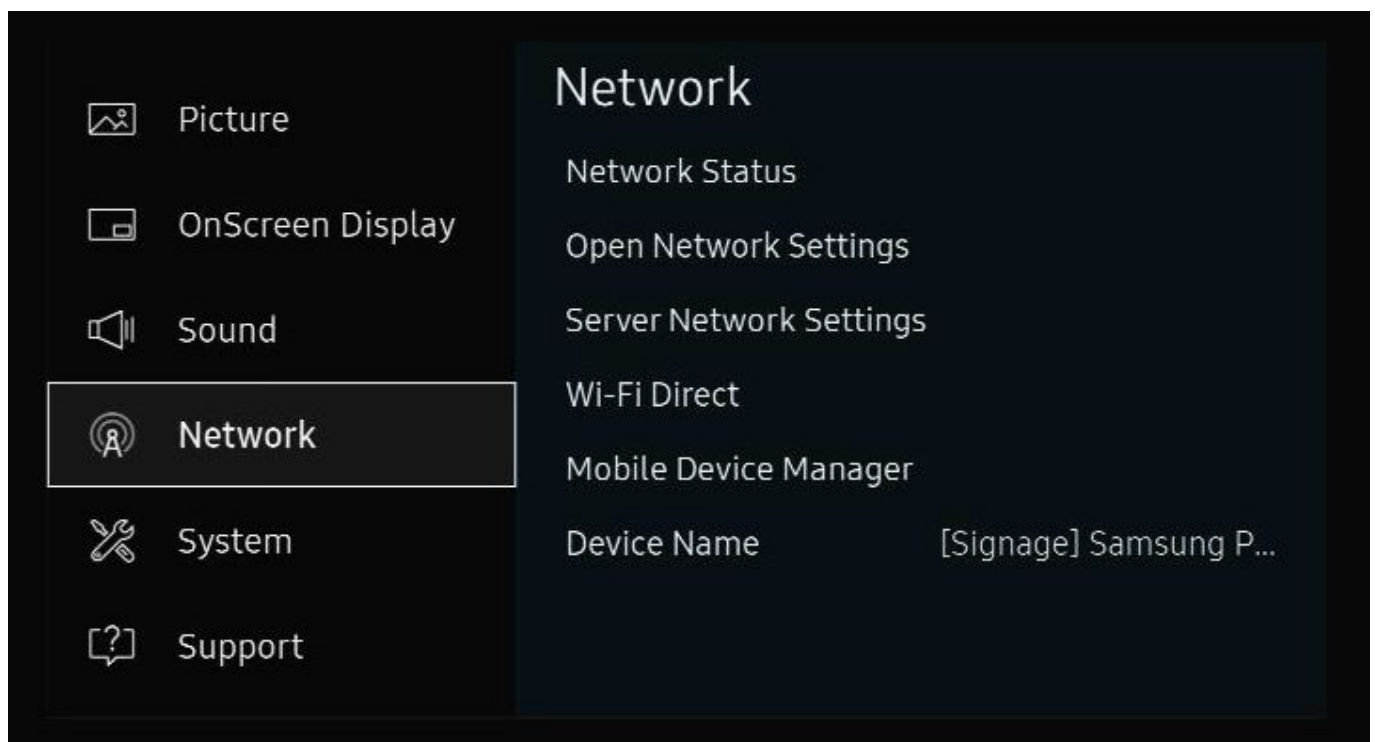 Picture
OnScreen Display
Sound
Network
System
Support
Network
Network Status
Open Network Settings
Server Network Settings
Wi-Fi Direct
Mobile Device Manager
Device Name [Signage] Samsung P...